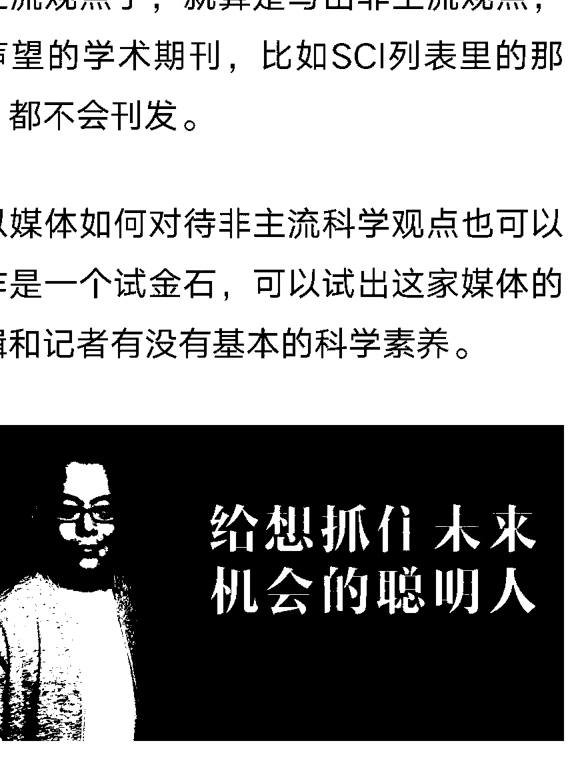 流观点了，就算是写出非主流观点，
声望的学术期刊，比如SCI列表里的那
都不会刊发。
以媒体如何对待非主流科学观点也可以
作是一个试金石，可以试出这家媒体的
辑和记者有没有基本的科学素养。
给想抓住未来
机会的聪明人